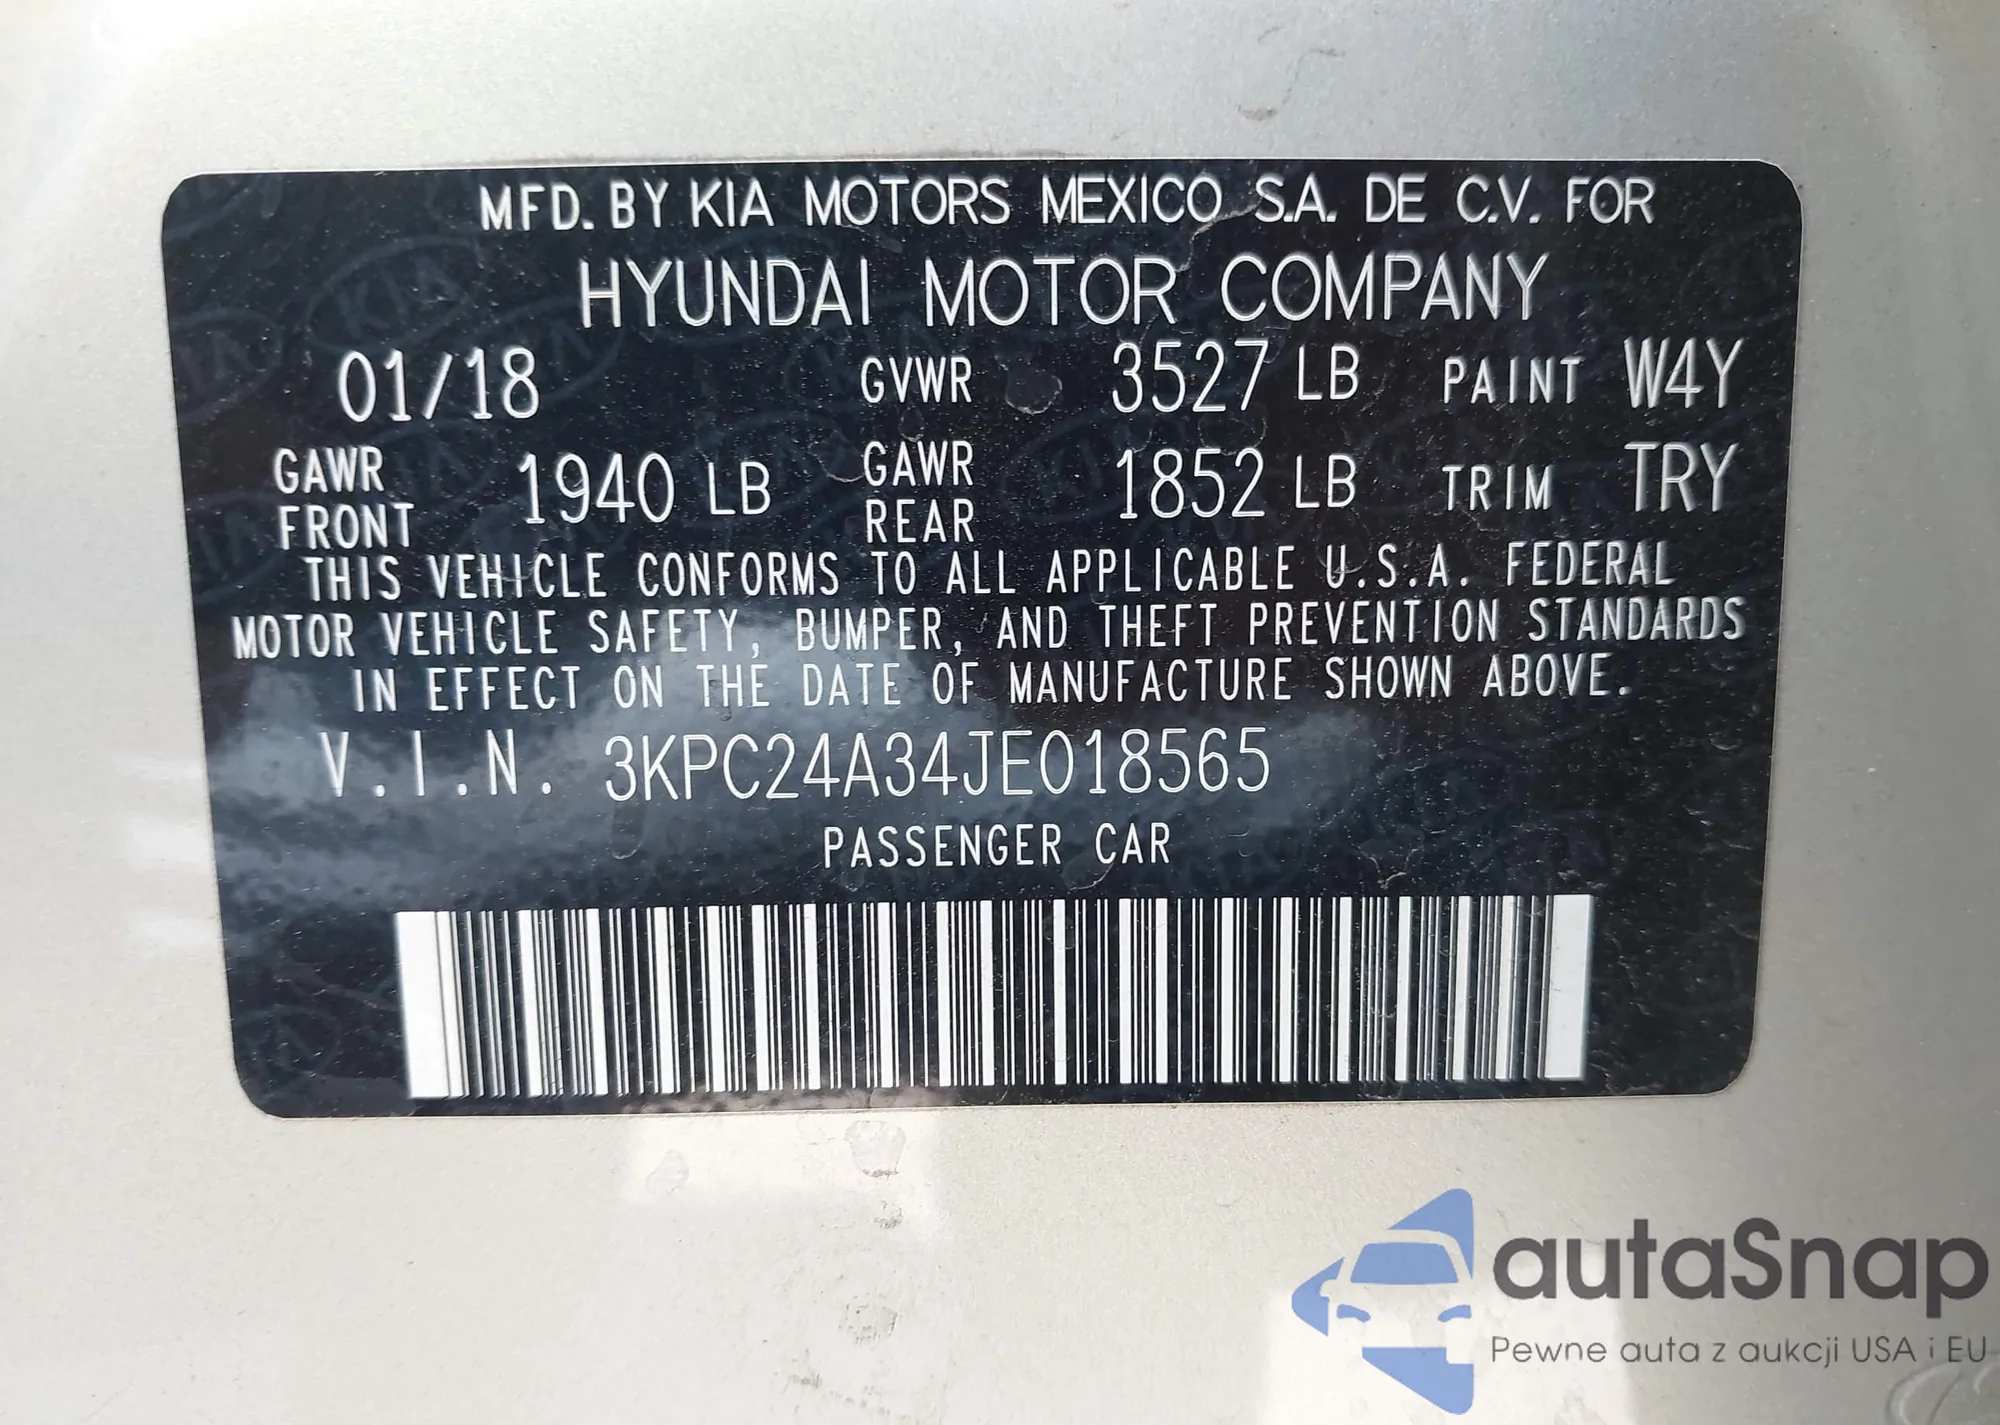 MFD. BY KIA MOTORS MEXICO S.A. DE C.V. FOR
HYUNDAI MOTOR COMPANY
01/18 GVWR 3527 LB PAINT W4Y
GAWR FRONT 1940 LB GAWR REAR 1852 LB TRIM TRY
THIS VEHICLE CONFORMS TO ALL APPLICABLE U.S.A. FEDERAL
MOTOR VEHICLE SAFETY, BUMPER, AND THEFT PREVENTION STANDARDS
IN EFFECT ON THE DATE OF MANUFACTURE SHOWN ABOVE.
V.I.N. 3KPC24A34JE018565
PASSENGER CAR
autaSnap
Pewne auta z aukcji USA i EU